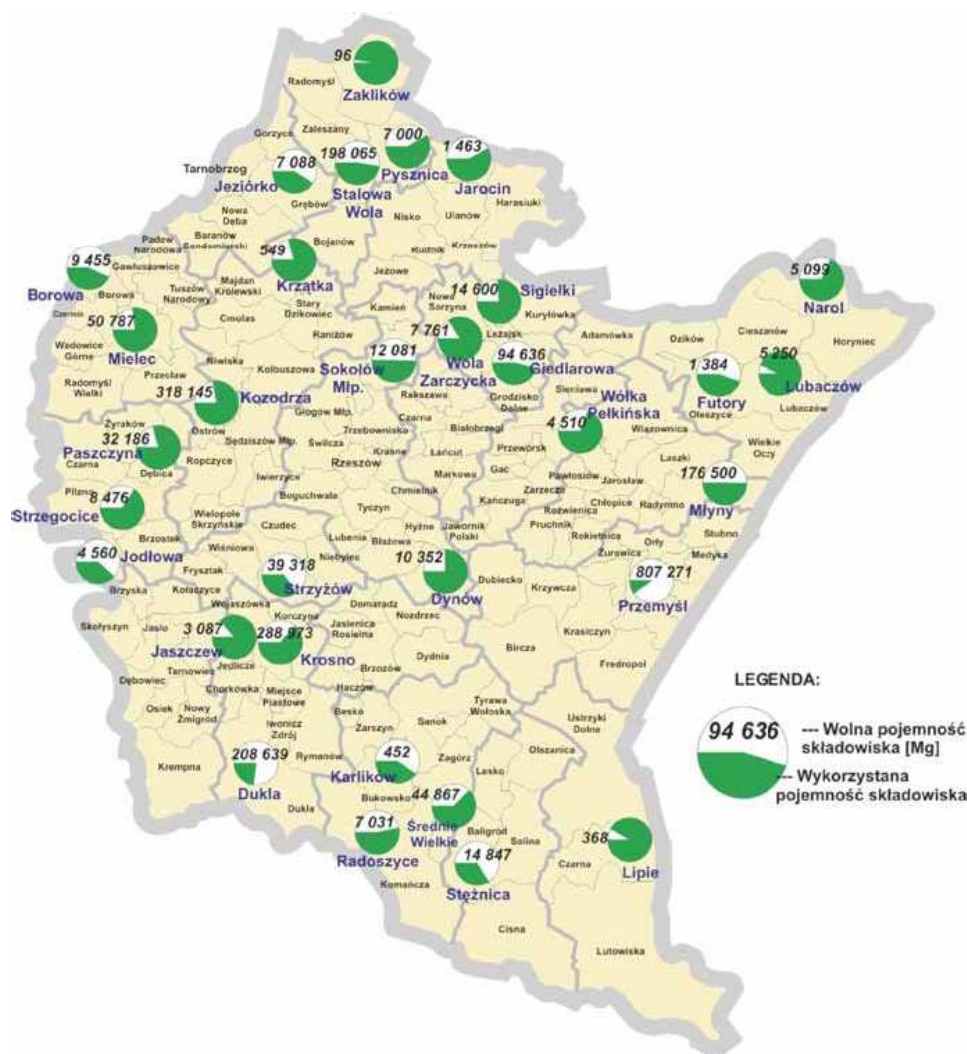 96
Radomyśl
Zaklików
Gorzyce
Zaleszany
7 000
1 463
Tarnobrzeg
7 088
198 065
Pysznica
Jarocin
Jeziórko
Stalowa
Wola
Harasiuki
Grębów
Nowa
Dęba
Nisko
Ulanów
Padew
Narodowa
Baranów
Sandomierski
Bojanów
Rudnik
Krzeszów
9 455
Gawłuszowice
549
Jeżowe
Borowa
Borowa
Tuszów
Narodowy
Majdan
Królewski
Krzątka
14 600
Sigielki
5 099
Narol
Czermin
50 787
Cmolas
Stary
Dzikowiec
Kamień
Nowa
Sarzyna
Kuryłówka
Cieszanów
Wadowice
Górne
Mielec
Raniżów
7 761
Leżajsk
Adamówka
Dzików
Horyniec
Niwiska
12 081
Wola
Zarczycka
94 636
Giedlarowa
1 384
5 250
Przecław
Kolbuszowa
Sokołów
Młp.
Radomyśl
Wielki
318 145
Kozodrza
Rakszawa
Grodzisko
Dolne
Sieniawa
Wólka
Pełkińska
Futory
Lubaczów
Oleszyce
Lubaczów
Głogów Młp.
Czarna
4 510
Żyraków
Ostrów
32 186
Sędziszów Młp.
Świlcza
Trzebownisko
Białobrzegi
Wiązownica
Wielkie
Oczy
Paszczyna
Krasne
Przeworsk
Czarna
Ropczyce
Rzeszów
Łańcut
Laszki
Dębica
Iwierzyce
Markowa
Gać
Pawłosiów
Jarosław
176 500
Pilzno
8 476
Boguchwała
Chmielnik
Kańczuga
Zarzecze
Chłopice
Radymno
Młyny
Strzegocice
Wielopole
Skrzyńskie
Tyczyn
Roźwienica
Czudec
Hyżne
Jawornik
Polski
Pruchnik
Rokietnica
Orły
Stubno
Brzostek
Lubenia
Błażowa
Żurawica
Medyka
4 560
Jodłowa
Wiśniowa
Niebylec
10 352
Frysztak
39 318
Dubiecko
807 271
Brzyska
Kołaczyce
Strzyżów
Dynów
Krzywcza
Przemyśl
Wojaszówka
Domaradz
Skołyszyn
Jasło
3 087
Korczyna
288 973
Jasienica
Rosielna
Nozdrzec
Krasiczyn
Jaszczew
Krosno
Bircza
Jedlicze
Dydnia
Fredropol
Dębowiec
Tarnowiec
Chorkówka
Miejsce
Piastowe
Brzozów
Haczów
Osiek
Nowy
Żmigród
Besko
Tyrawa
Wołoska
Iwonicz
Zdrój
Zarszyn
Sanok
Ustrzyki
Dolne
208 639
Rymanów
452
Zagórz
Olszanica
Krempna
Karlików
Lesko
Dukla
Dukla
Bukowsko
44 867
7 031
Średnie
Wielkie
Baligród
Solina
368
Radoszyce
14 847
Czarna
Lipie
Komańcza
Stężnica
Cisna
Lutowiska
LEGENDA:
94 636
--- Wolna pojemność
składowiska [Mg]
--- Wykorzystana
pojemność składowiska